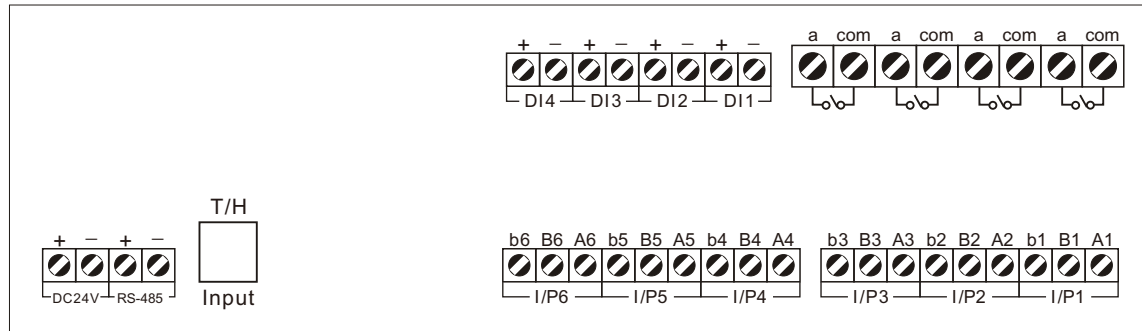 + − + − + − + −
a com a com a com a com
DI4 DI3 DI2 DI1
T/H
+ − + −
b6 B6 A6 b5 B5 A5 b4 B4 A4
b3 B3 A3 b2 B2 A2 b1 B1 A1
DC24V RS-485
Input
I/P6 I/P5 I/P4
I/P3 I/P2 I/P1